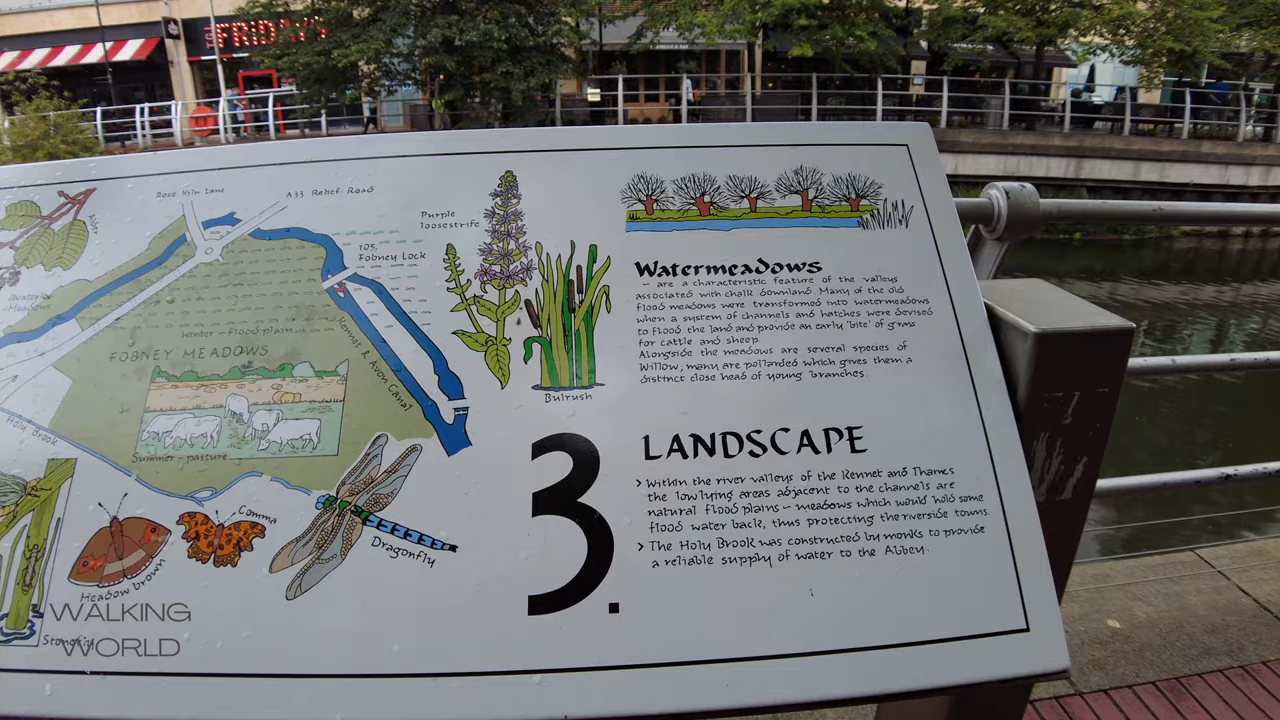 FRIDAYS
Rose Kiln Lane
A33 Relief Road
Alder
Purple
loosestrife
105,
Fobney Lock
Waterloo
Meadows
winter - flood plain
FOBNEY MEADOWS
Kennet & Avon Canal
Holy Brook
Summer - pasture
Bulrush
Watermeadows
- are a characteristic feature of the valleys
associated with chalk downland. Many of the old
flood meadows were transformed into watermeadows
when a system of channels and hatches were devised
to flood the land and provide an early 'bite' of grass
for cattle and sheep.
Alongside the meadows are several species of
Willow; many are pollarded which gives them a
distinct close head of young branches.
3.
LANDSCAPE
> Within the river valleys of the Kennet and Thames
the low lying areas adjacent to the channels are
natural flood plains - meadows which would hold some
flood water back, thus protecting the riverside towns.
> The Holy Brook was constructed by monks to provide
a reliable supply of water to the Abbey.
Meadow brown
Comma
Dragonfly
Stonefly
WALKING
WORLD